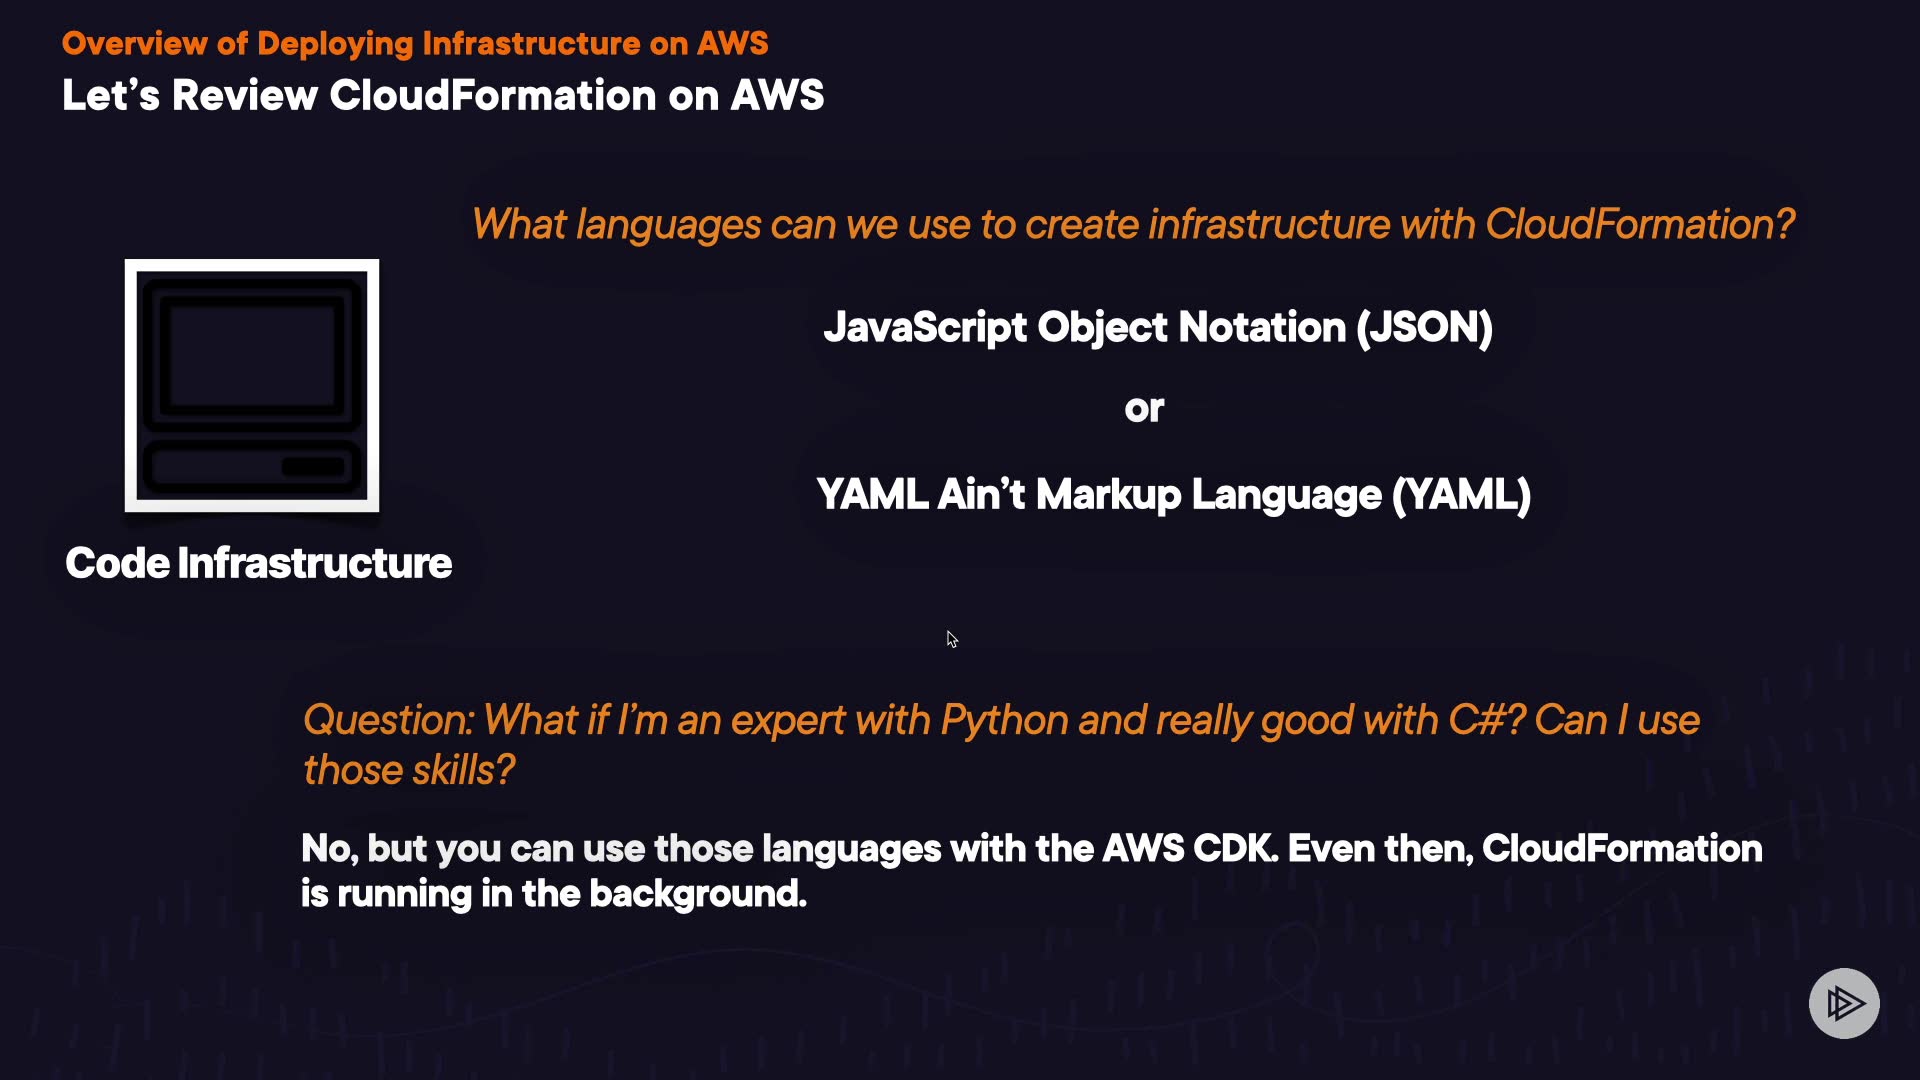 Overview of Deploying Infrastructure on AWS
Let’s Review CloudFormation on AWS
What languages can we use to create infrastructure with CloudFormation?
JavaScript Object Notation (JSON)
or
YAML Ain’t Markup Language (YAML)
Code Infrastructure
Question: What if I’m an expert with Python and really good with C#? Can I use
those skills?
No, but you can use those languages with the AWS CDK. Even then, CloudFormation
is running in the background.